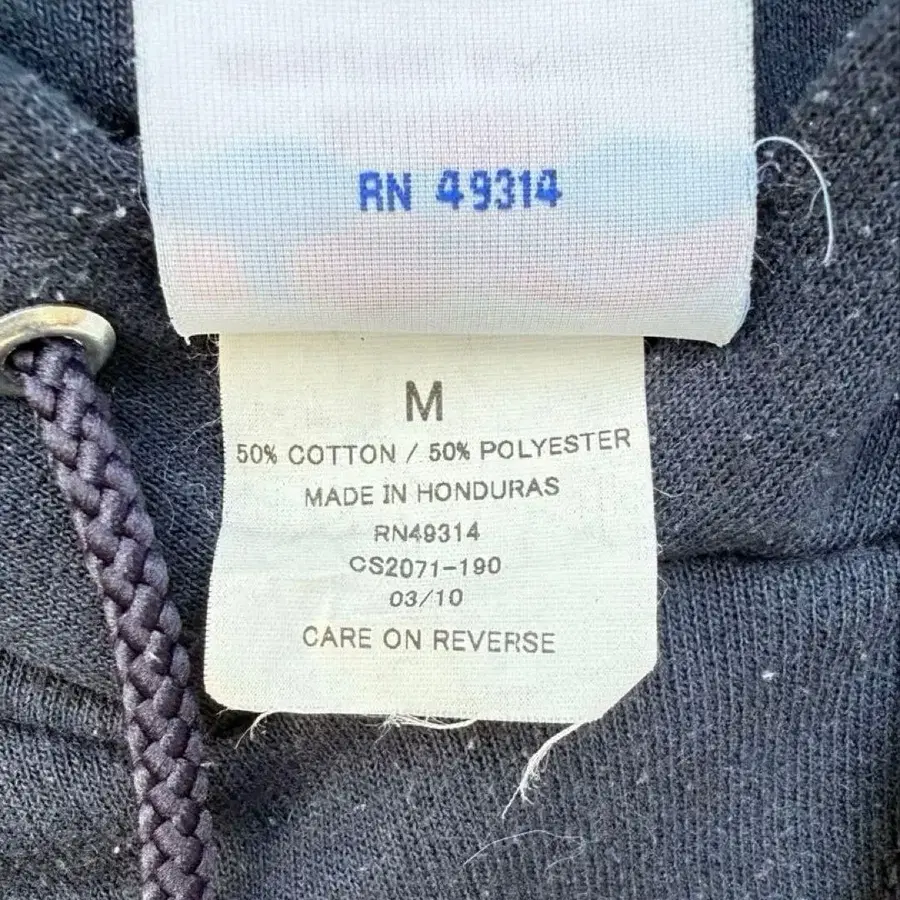 RN 49314
M
50% COTTON / 50% POLYESTER
MADE IN HONDURAS
RN49314
CS2071-190
03/10
CARE ON REVERSE